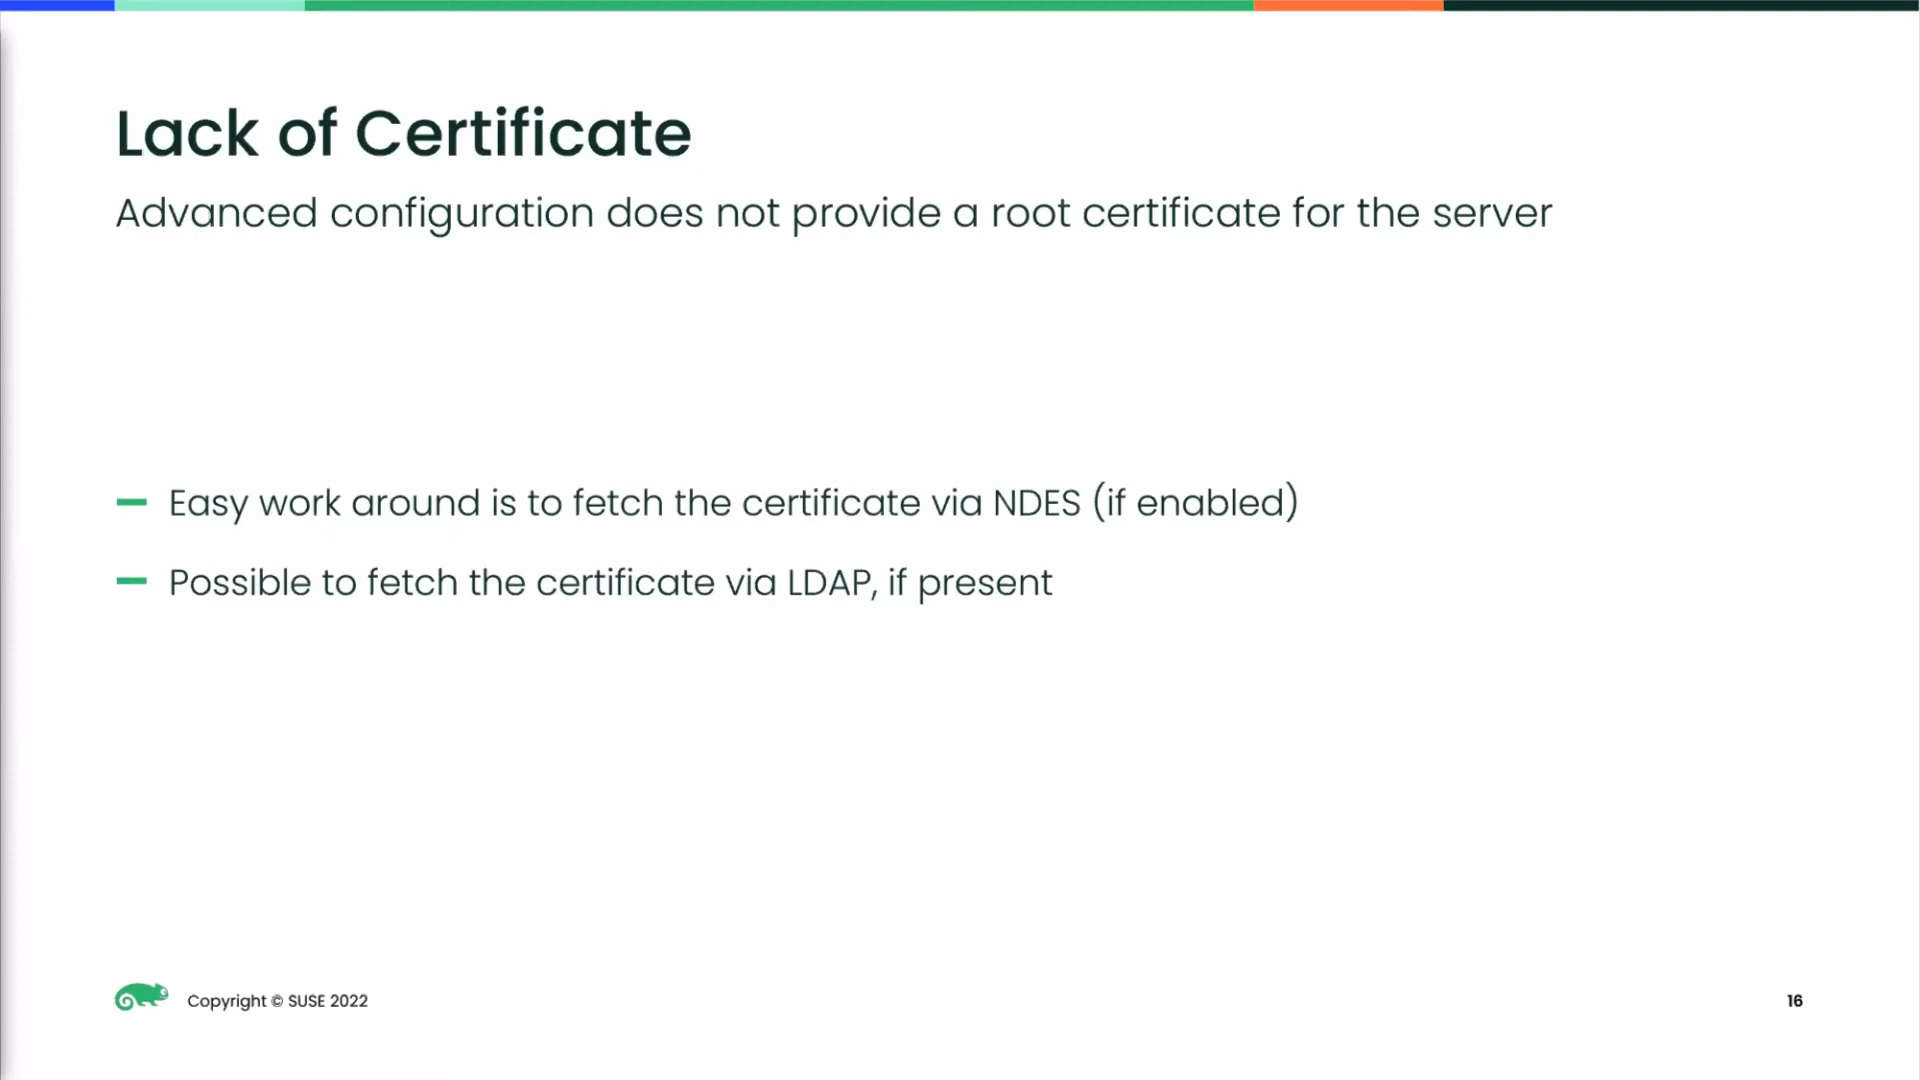 Lack of Certificate
Advanced configuration does not provide a root certificate for the server
Easy work around is to fetch the certificate via NDES (if enabled)
Possible to fetch the certificate via LDAP, if present
Copyright © SUSE 2022
16